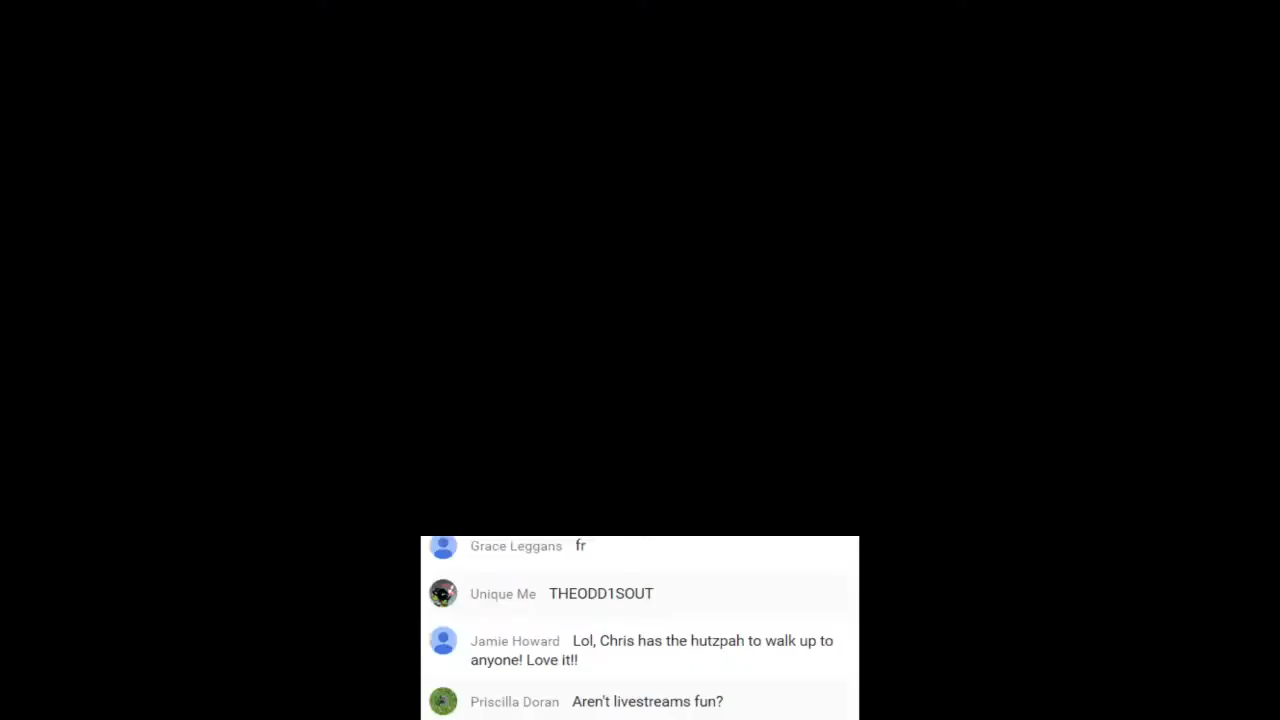 Grace Leggans fr
Unique Me THEODD1SOUT
Jamie Howard Lol, Chris has the hutzpah to walk up to
anyone! Love it!!
Priscilla Doran Aren't livestreams fun?